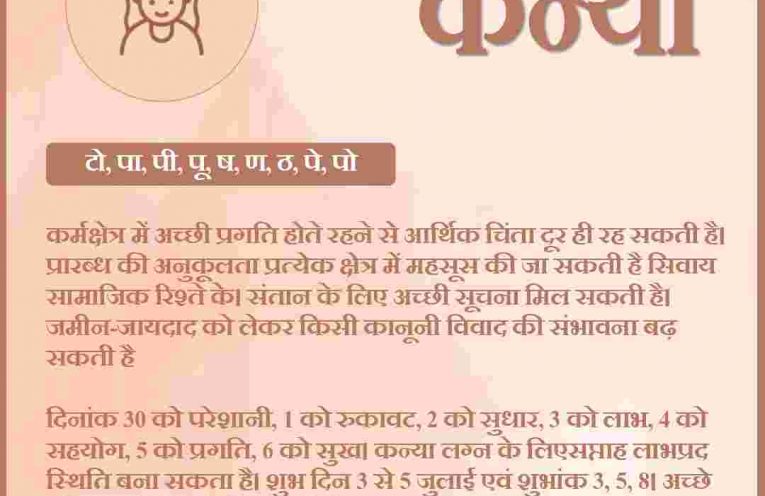 कन्या
टो, पा, पी, पू, ष, ण, ठ, पे, पो
कर्मक्षेत्र में अच्छी प्रगति होते रहने से आर्थिक चिंता दूर ही रह सकती है।
प्रारब्ध की अनुकूलता प्रत्येक क्षेत्र में महसूस की जा सकती है सिवाय
सामाजिक रिश्ते के। संतान के लिए अच्छी सूचना मिल सकती है।
जमीन-जायदाद को लेकर किसी कानूनी विवाद की संभावना बढ़
सकती है
दिनांक 30 को परेशानी, 1 को रुकावट, 2 को सुधार, 3 को लाभ, 4 को
सहयोग, 5 को प्रगति, 6 को सुख। कन्या लग्न के लिएसप्ताह लाभप्रद
स्थिति बना सकता है। शुभ दिन 3 से 5 जुलाई एवं शुभांक 3, 5, 8। अच्छे